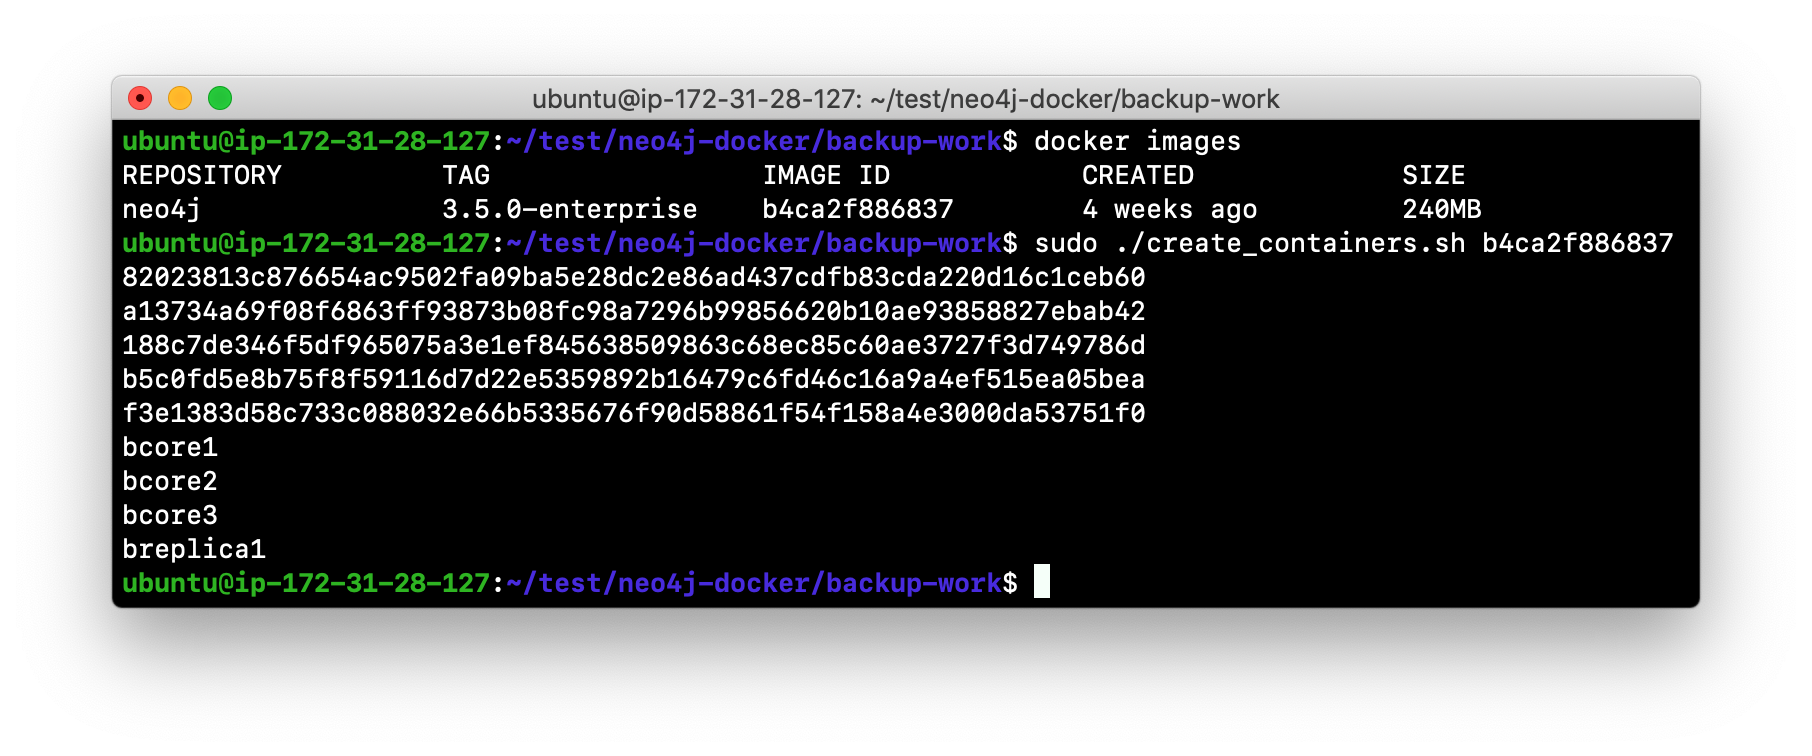 ubuntu@ip-172-31-28-127: ~/test/neo4j-docker/backup-work
ubuntu@ip-172-31-28-127:~/test/neo4j-docker/backup-work$ docker images
REPOSITORY TAG IMAGE ID CREATED SIZE
neo4j 3.5.0-enterprise b4ca2f886837 4 weeks ago 240MB
ubuntu@ip-172-31-28-127:~/test/neo4j-docker/backup-work$ sudo ./create_containers.sh b4ca2f886837
82023813c876654ac9502fa09ba5e28dc2e86ad437cdfb83cda220d16c1ceb60
a13734a69f08f6863ff93873b08fc98a7296b99856620b10ae93858827ebab42
188c7de346f5df965075a3e1ef845638509863c68ec85c60ae3727f3d749786d
b5c0fd5e8b75f8f59116d7d22e5359892b16479c6fd46c16a9a4ef515ea05bea
f3e1383d58c733c088032e66b5335676f90d58861f54f158a4e3000da53751f0
bcore1
bcore2
bcore3
breplica1
ubuntu@ip-172-31-28-127:~/test/neo4j-docker/backup-work$